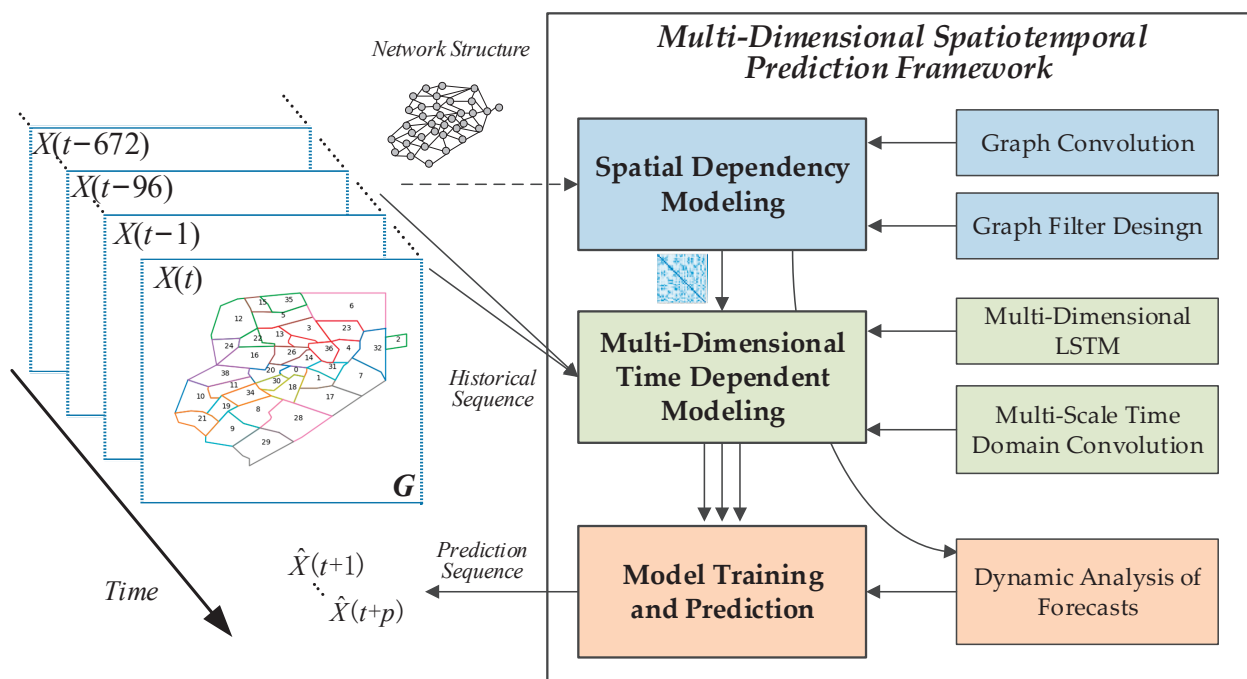 Network Structure
Multi-Dimensional Spatiotemporal
Prediction Framework
X(t−672)
X(t−96)
X(t−1)
X(t)
15
35
6
5
12
3
23
13
22
2
24
36
4
32
26
16
14
31
20
0
38
7
30
1
11
18
10
34
17
19
8
21
28
9
29
G
Historical
Sequence
Time
Prediction
Sequence
X̂(t+1)
X̂(t+p)
Spatial Dependency
Modeling
Graph Convolution
Graph Filter Desingn
Multi-Dimensional
Time Dependent
Modeling
Multi-Dimensional
LSTM
Multi-Scale Time
Domain Convolution
Model Training
and Prediction
Dynamic Analysis of
Forecasts